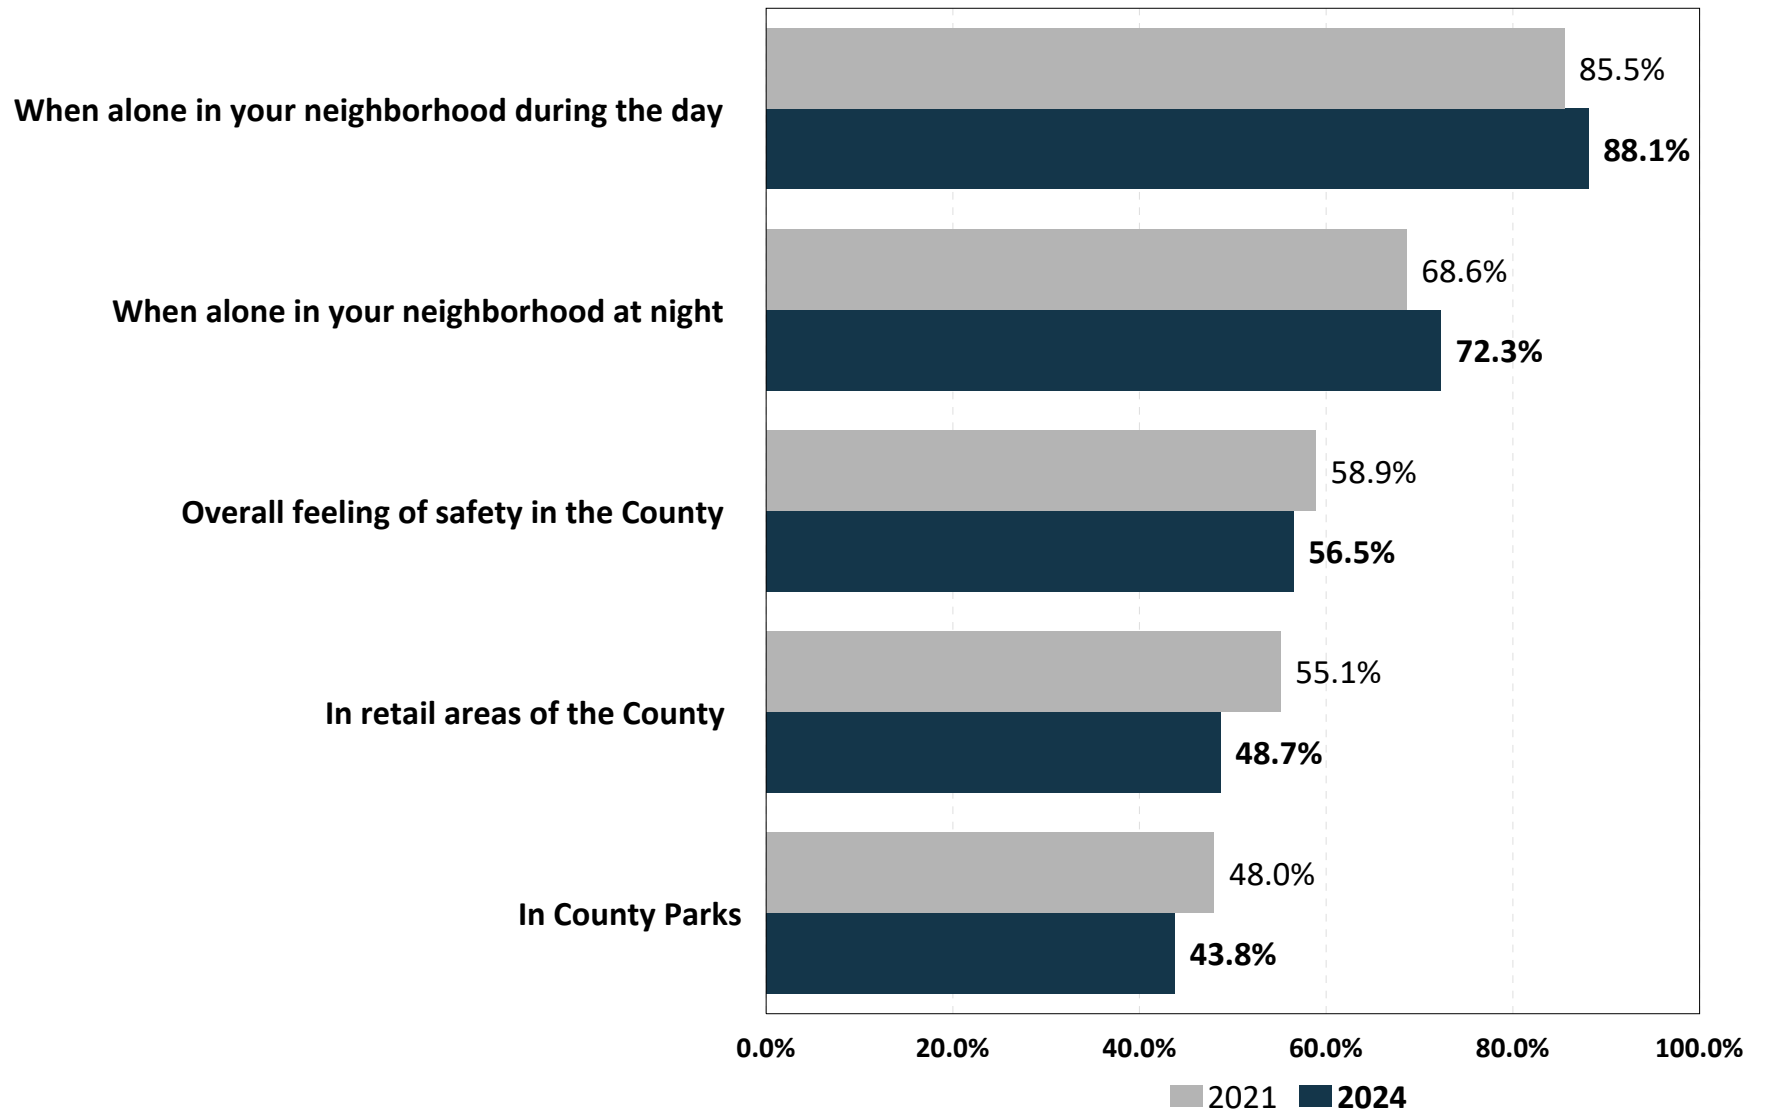 When alone in your neighborhood during the day
85.5%
88.1%
When alone in your neighborhood at night
68.6%
72.3%
Overall feeling of safety in the County
58.9%
56.5%
In retail areas of the County
55.1%
48.7%
In County Parks
48.0%
43.8%
0.0% 20.0% 40.0% 60.0% 80.0% 100.0%
2021 2024